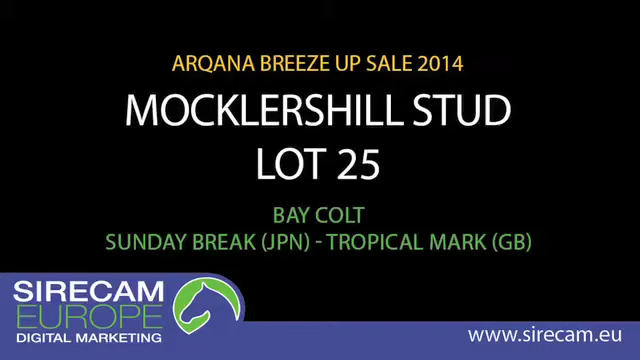 ARQANA BREEZE UP SALE 2014
MOCKLERSHILL STUD
LOT 25
BAY COLT
SUNDAY BREAK (JPN) - TROPICAL MARK (GB)
SIRECAM
EUROPE
DIGITAL MARKETING
www.sirecam.eu